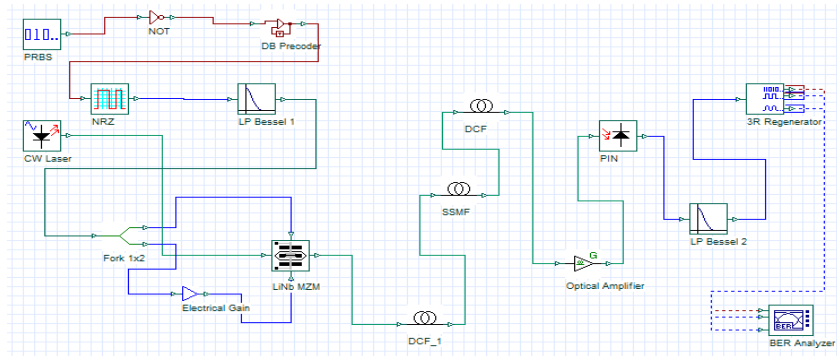 010..
PRBS
NOT
DB Precoder
NRZ
LP Bessel 1
CW Laser
Fork 1x2
Electrical Gain
LiNb MZM
DCF_1
SSMF
DCF
G
Optical Amplifier
PIN
LP Bessel 2
3R Regenerator
BER
BER Analyzer